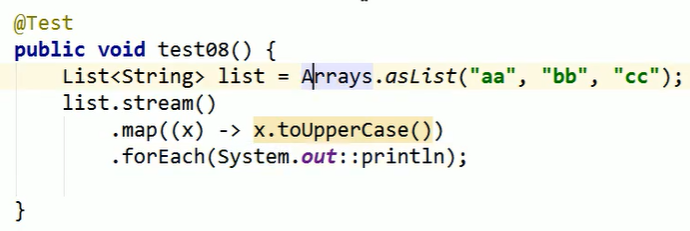 @Test
public void test08() {
    List<String> list = Arrays.asList("aa", "bb", "cc");
    list.stream()
        .map((x) -> x.toUpperCase())
        .forEach(System.out::println);
}